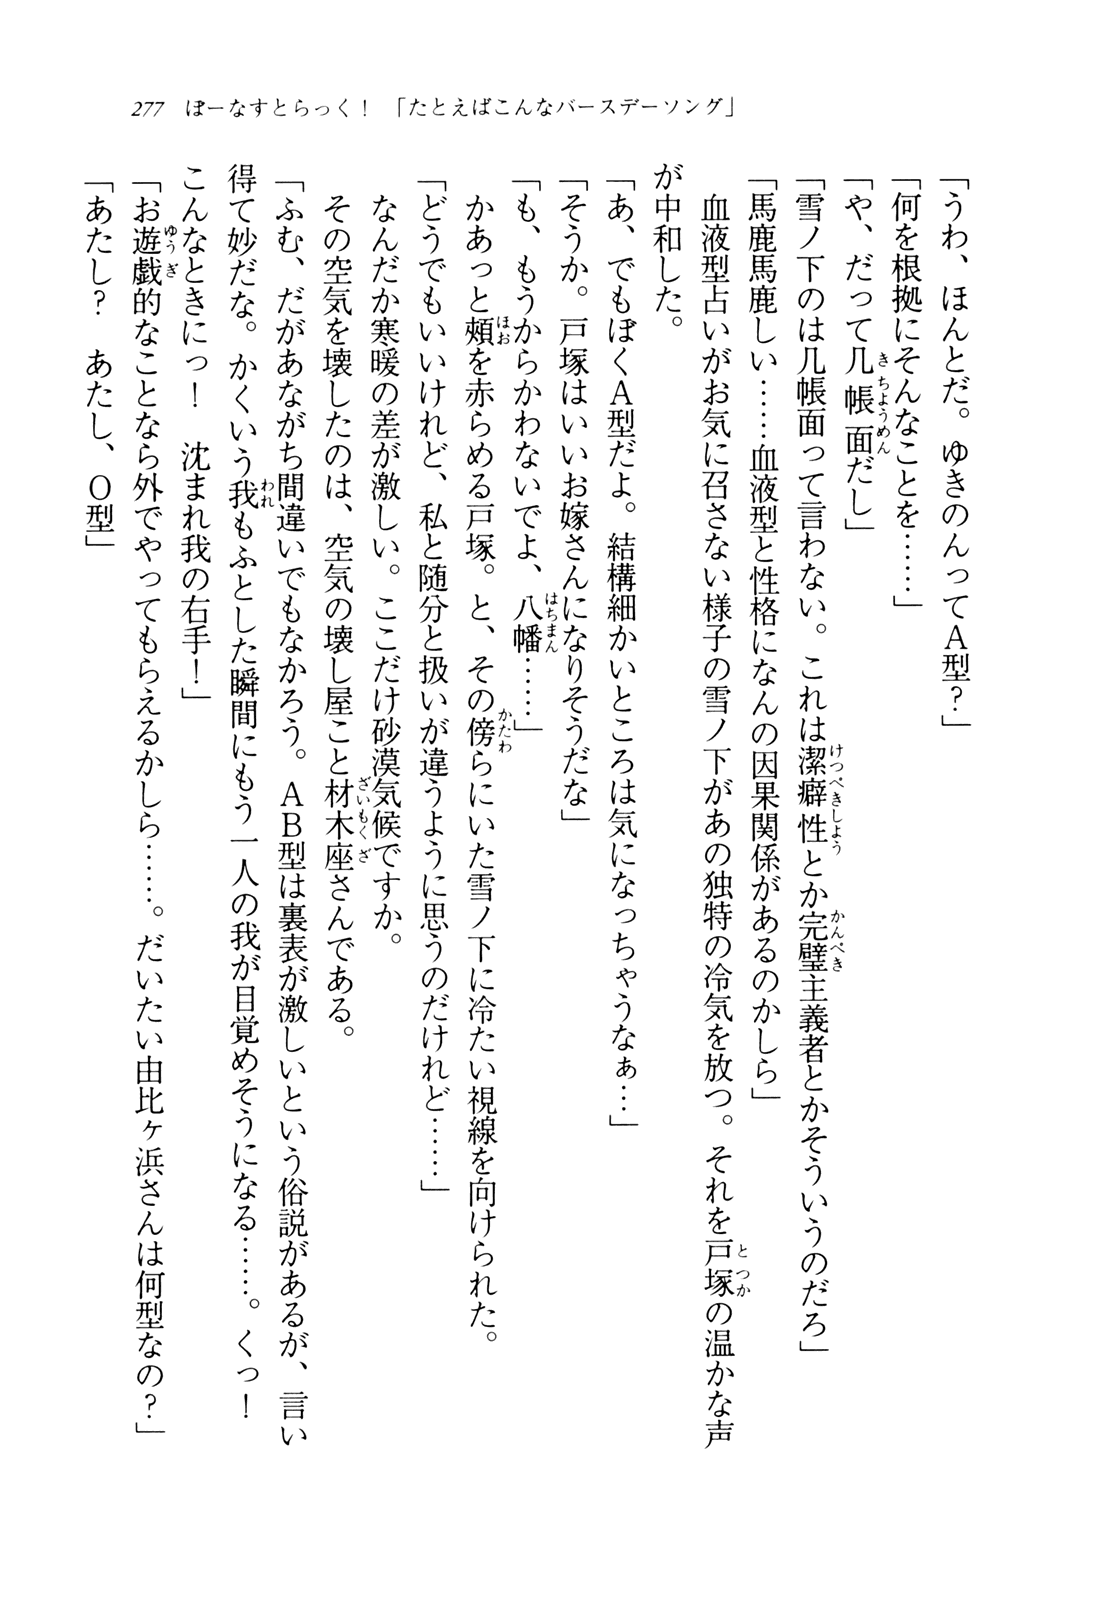 277 ぼーなすとらっく！ 「たとえばこんなバースデーソング」
「うわ、ほんとだ。ゆきのんってA型？」
「何を根拠にそんなことを……」
「や、だって几帳面だし」
「雪ノ下のは几帳面って言わない。これは潔癖性とか完璧主義者とかそういうのだろ」
「馬鹿馬鹿しい……血液型と性格になんの因果関係があるのかしら」
　血液型占いがお気に召さない様子の雪ノ下があの独特の冷気を放つ。それを戸塚の温かな声
が中和した。
「あ、でもぼくA型だよ。結構細かいところは気になっちゃうなぁ…」
「そうか。戸塚はいいお嫁さんになりそうだな」
「も、もうからかわないでよ、八幡……」
　かあっと頰を赤らめる戸塚。と、その傍らにいた雪ノ下に冷たい視線を向けられた。
「どうでもいいけれど、私と随分と扱いが違うように思うのだけれど……」
　なんだか寒暖の差が激しい。ここだけ砂漠気候ですか。
　その空気を壊したのは、空気の壊し屋こと材木座さんである。
「ふむ、だがあながち間違いでもなかろう。AB型は裏表が激しいという俗説があるが、言い
得て妙だな。かくいう我もふとした瞬間にもう一人の我が目覚めそうになる……。くっ！
こんなときにっ！　沈まれ我の右手！」
「お遊戯的なことなら外でやってもらえるかしら……。だいたい由比ヶ浜さんは何型なの？」
「あたし？　あたし、O型」